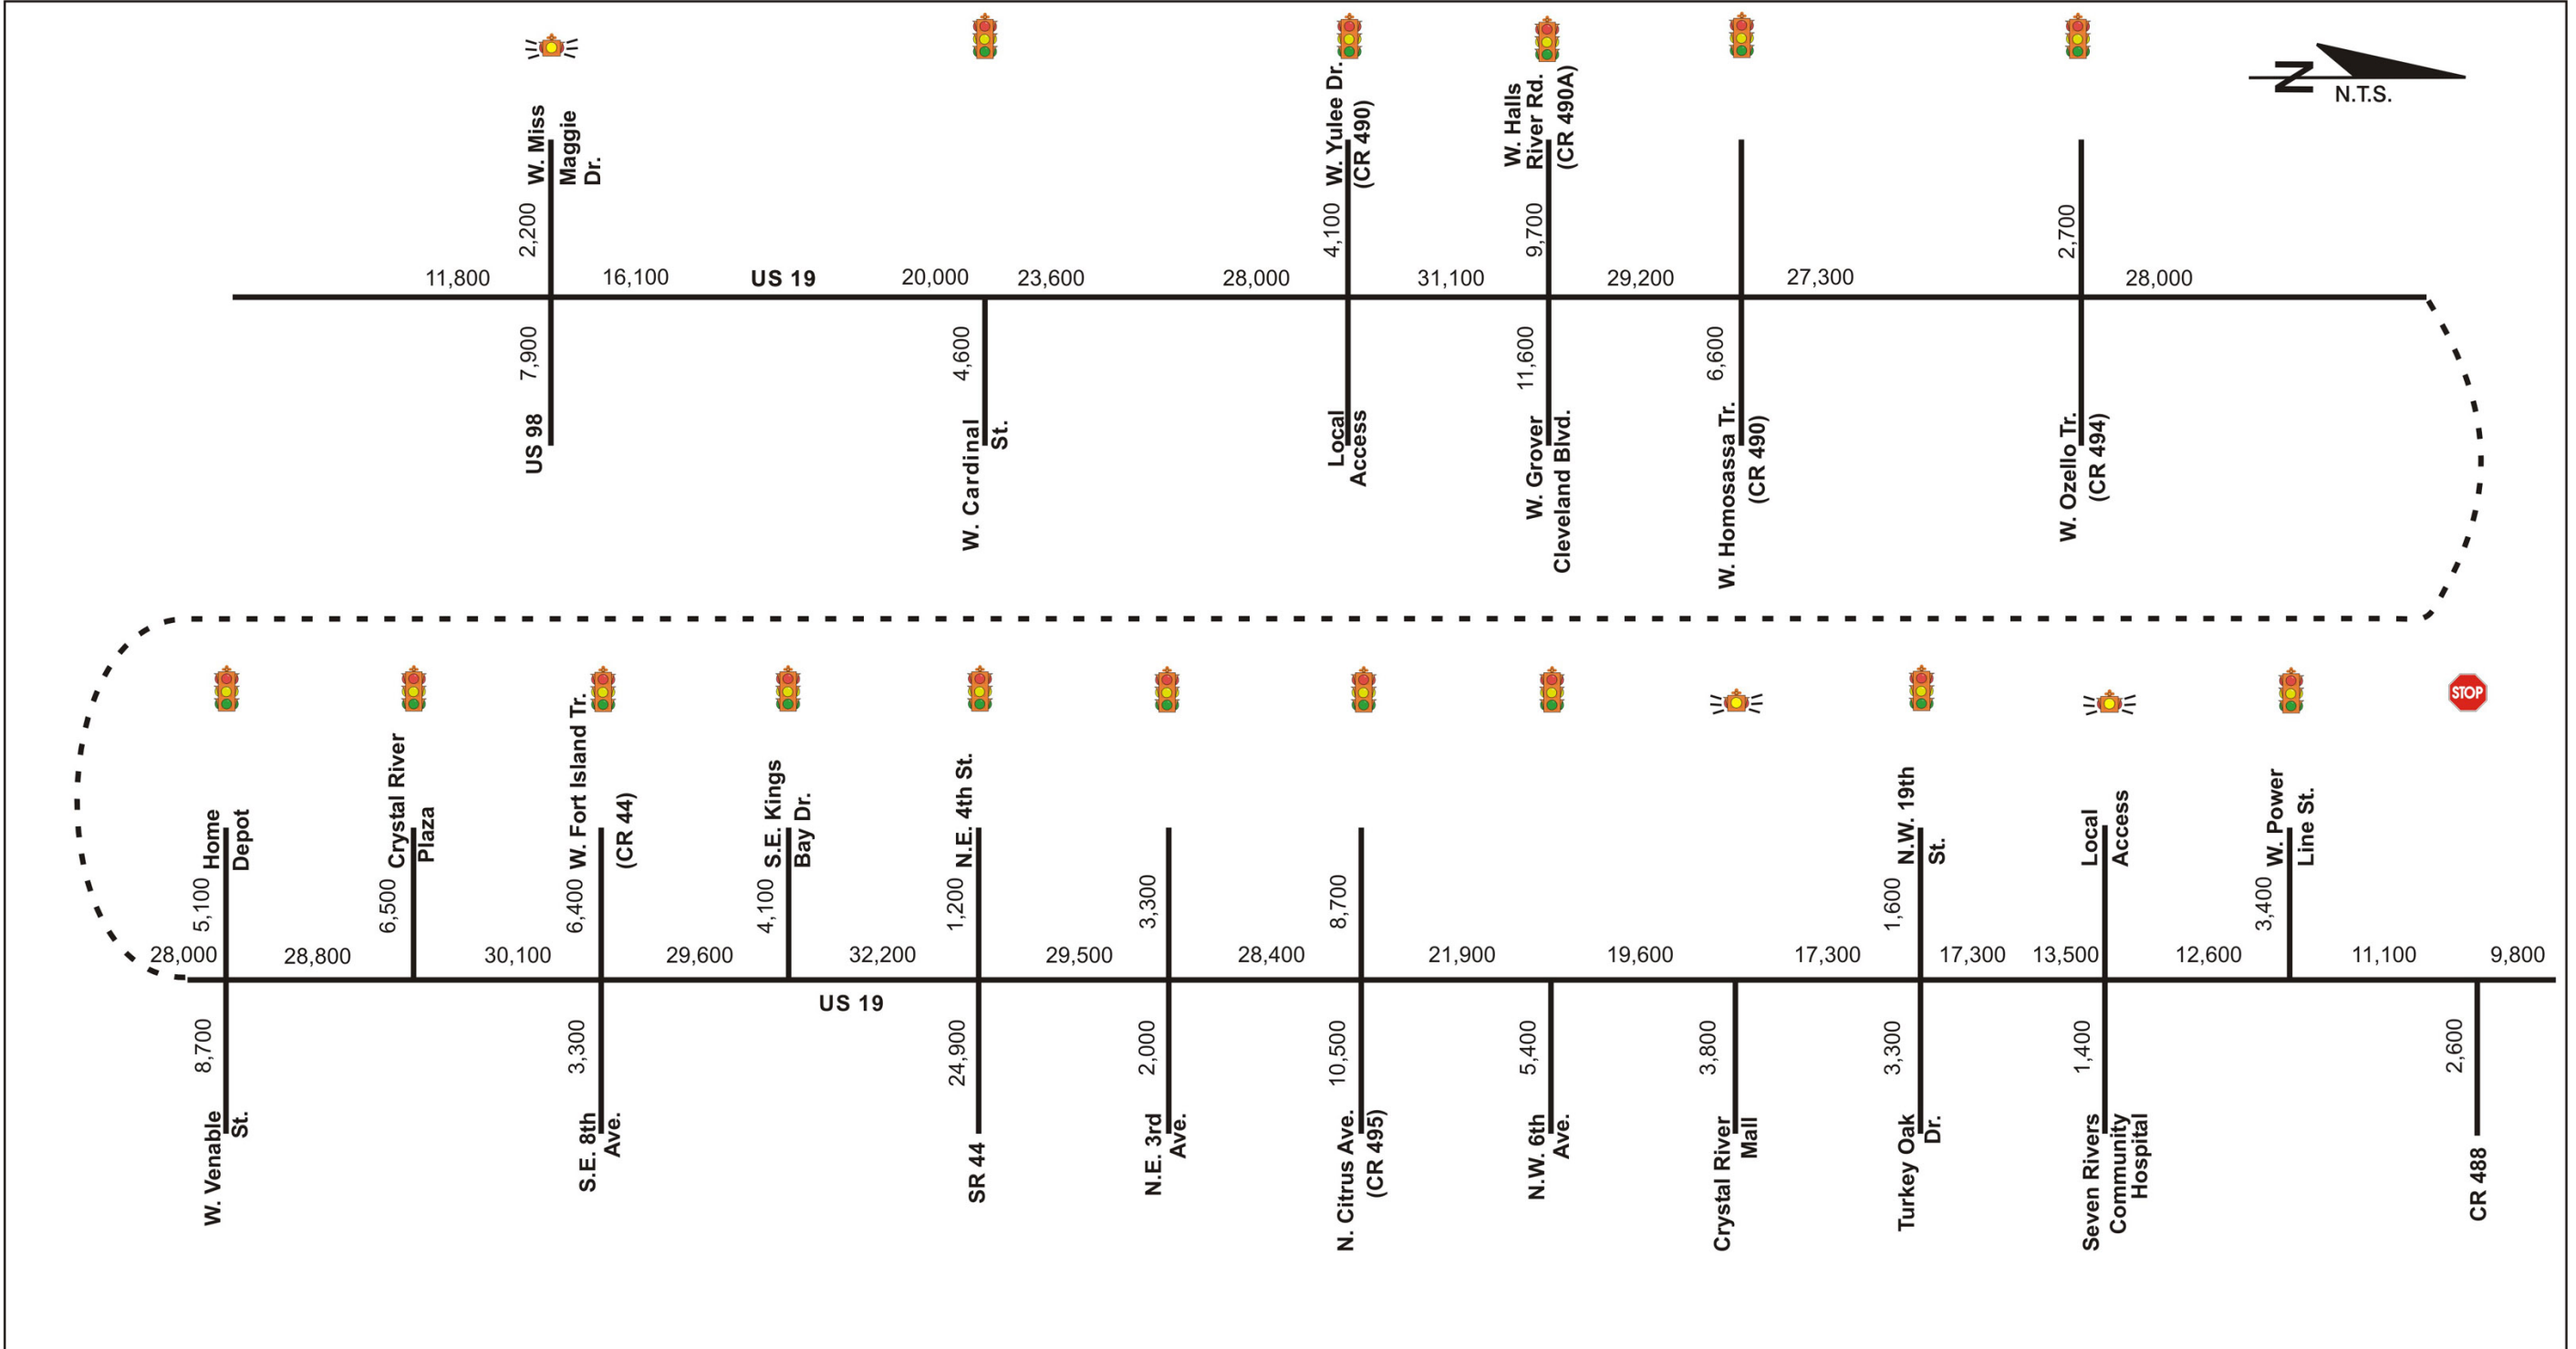 W. Miss
Maggie
Dr.
W. Yulee Dr.
(CR 490)
W. Halls
River Rd.
(CR 490A)
N
N.T.S.
2,200
4,100
9,700
2,700
11,800
16,100
US 19
20,000
23,600
28,000
31,100
29,200
27,300
28,000
7,900
4,600
11,600
6,600
US 98
W. Cardinal
St.
Local
Access
W. Grover
Cleveland Blvd.
W. Homosassa Tr.
(CR 490)
W. Ozello Tr.
(CR 494)
STOP
Home
Depot
Crystal River
Plaza
W. Fort Island Tr.
(CR 44)
S.E. Kings
Bay Dr.
N.E. 4th St.
N.W. 19th
St.
Local
Access
W. Power
Line St.
5,100
6,500
6,400
4,100
1,200
3,300
8,700
1,600
3,400
28,000
28,800
30,100
29,600
32,200
29,500
28,400
21,900
19,600
17,300
17,300
13,500
12,600
11,100
9,800
US 19
8,700
3,300
24,900
2,000
10,500
5,400
3,800
3,300
1,400
2,600
W. Venable
St.
S.E. 8th
Ave.
SR 44
N.E. 3rd
Ave.
N. Citrus Ave.
(CR 495)
N.W. 6th
Ave.
Crystal River
Mall
Turkey Oak
Dr.
Seven Rivers
Community
Hospital
CR 488